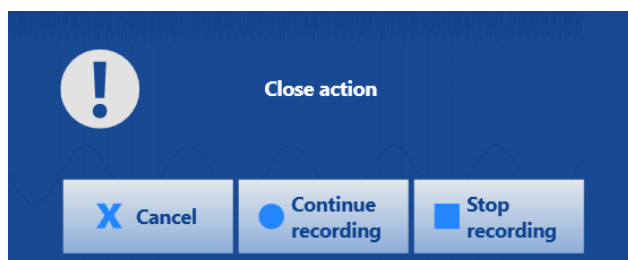 Close action
Cancel
Continue
recording
Stop
recording